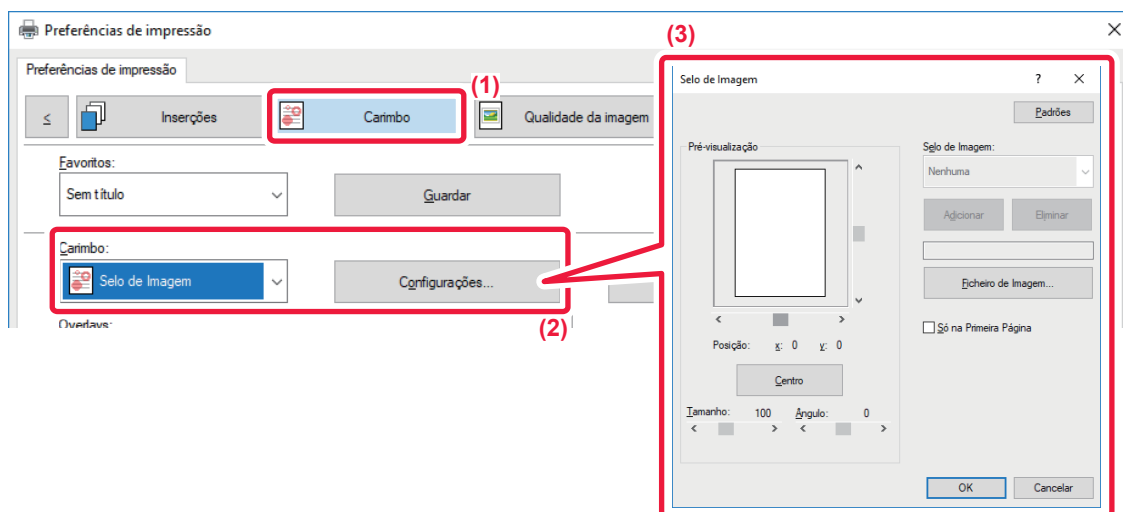 Preferências de impressão
Preferências de impressão
(1)
<
Inserções
Carimbo
Qualidade da imagem
Favoritos:
Sem título
Guardar
Carimbo:
Selo de Imagem
Configurações...
(2)
Overlays:
(3)
Selo de Imagem
?
Padrões
Pré-visualização
Posição: x: 0 y: 0
Centro
Tamanho: 100 Ângulo: 0
Selo de Imagem:
Nenhuma
Adicionar
Eliminar
Ficheiro de Imagem...
Só na Primeira Página
OK
Cancelar